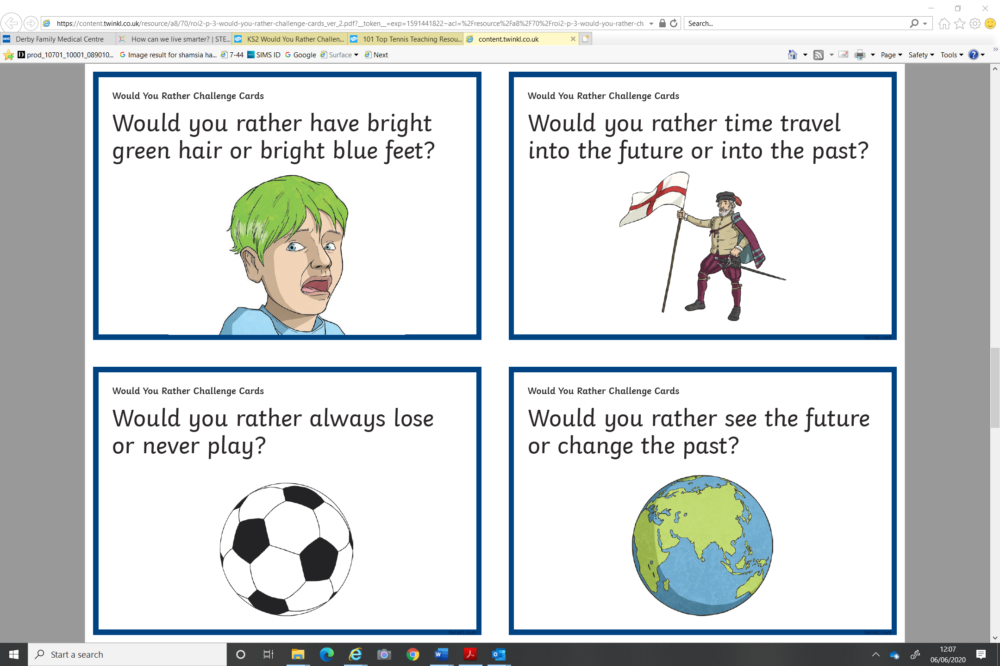 https://content.twinkl.co.uk/resource/a8/70/roi2-p-3-would-you-rather-challenge-cards_ver_2.pdf?__token__=exp=1591441822~acl=%2Fresource%2Fa8%2F70%2Froi2-p-3-would-you-rather-ch
Search...
NHS
Derby Family Medical Centre
How can we live smarter? | STE...
KS2 Would You Rather Challen...
101 Top Tennis Teaching Resou...
content.twinkl.co.uk
prod_10701_10001_089010...
Image result for shamsia ha...
7-44
SIMS ID
Google
Surface
Next
Page
Safety
Tools
Would You Rather Challenge Cards
Would you rather have bright
green hair or bright blue feet?
Would You Rather Challenge Cards
Would you rather time travel
into the future or into the past?
twinkl.com
Would You Rather Challenge Cards
Would you rather always lose
or never play?
twinkl.com
Would You Rather Challenge Cards
Would you rather see the future
or change the past?
twinkl.com
Start a search
12:07
06/06/2020